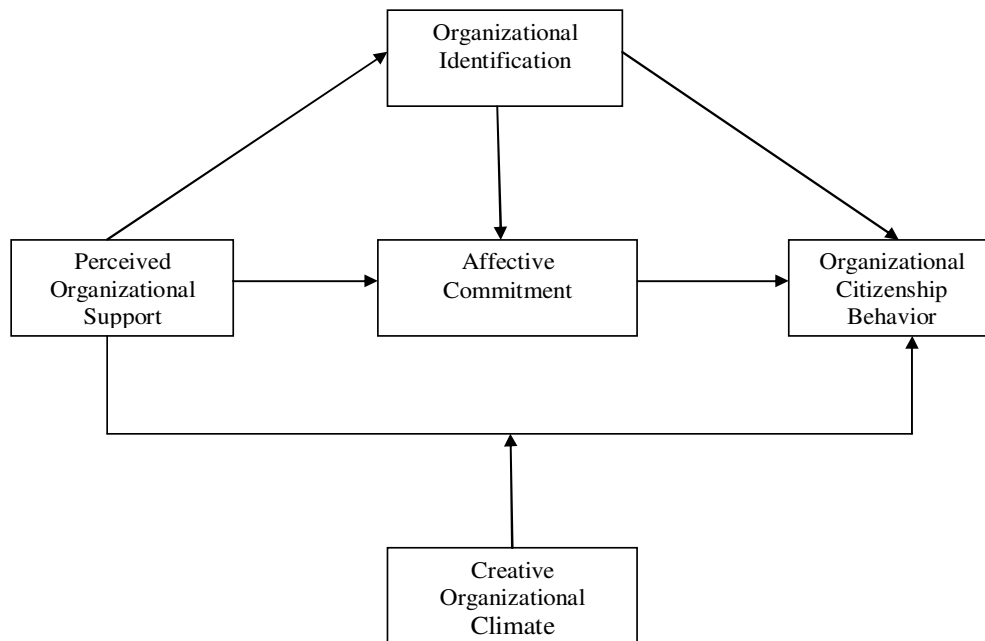 Organizational
Identification
Perceived
Organizational
Support
Affective
Commitment
Organizational
Citizenship
Behavior
Creative
Organizational
Climate